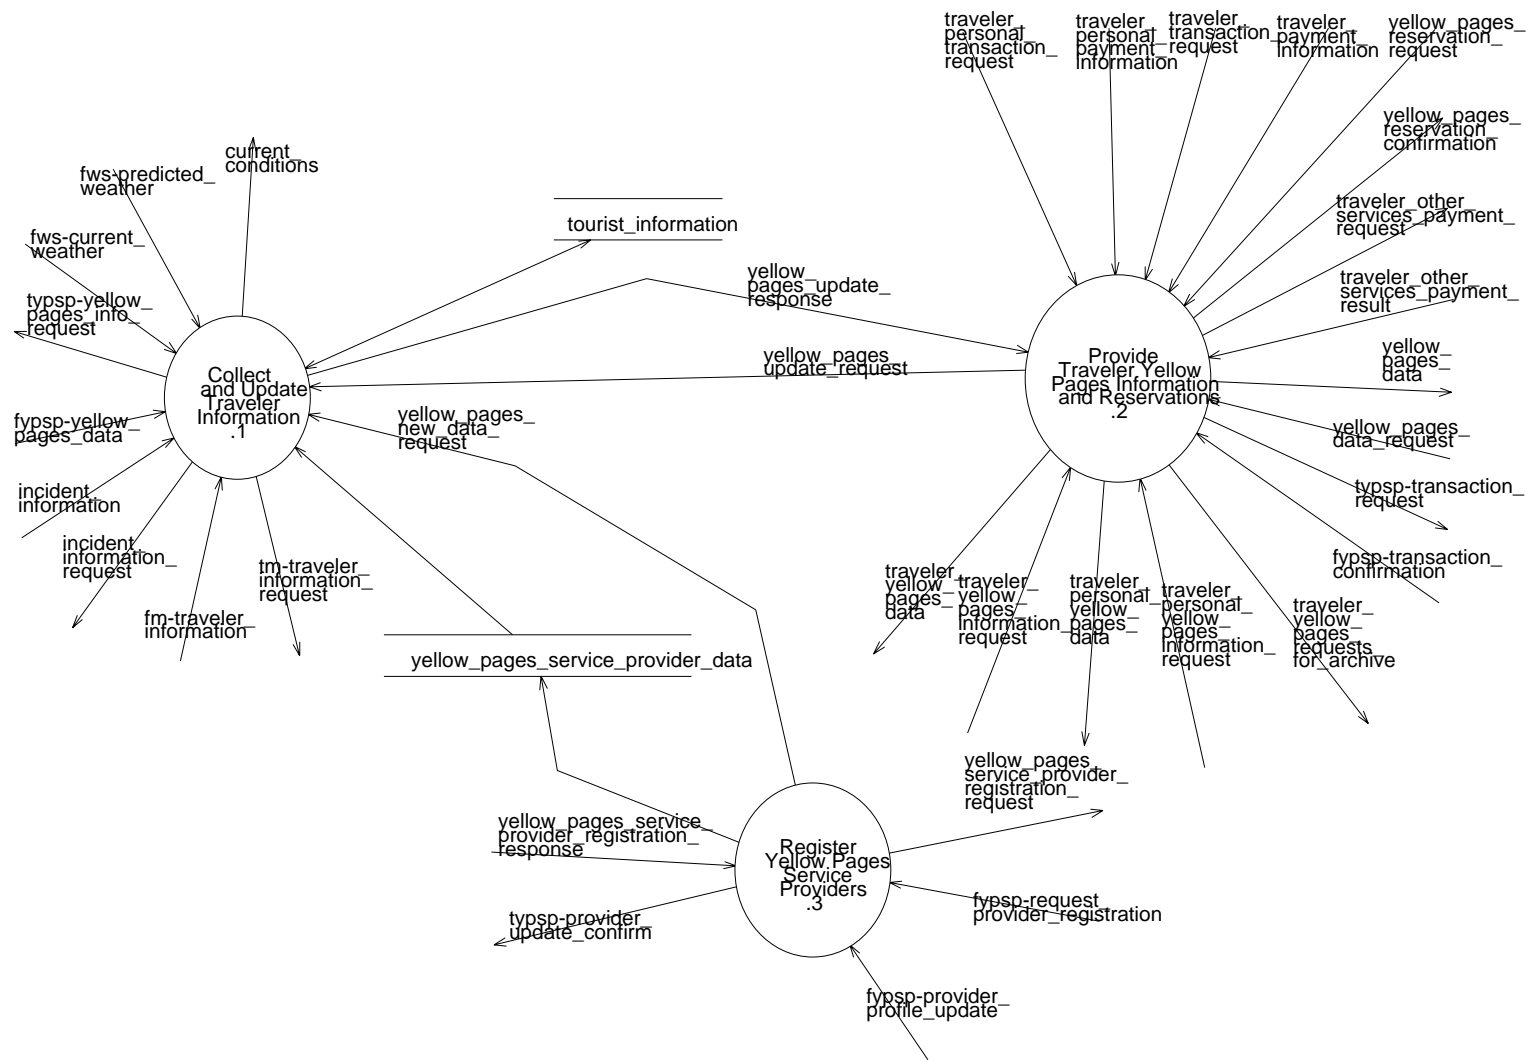 traveler_
personal_
transaction_
request
traveler_
personal_
payment_
information
traveler_
transaction_
request
traveler_
payment_
information
yellow_pages_
reservation_
request
yellow_pages_
reservation_
confirmation
current_
conditions
fws-predicted_
weather
fws-current_
weather
typsp-yellow_
pages_info_
request
tourist_information
yellow_
pages_update_
response
traveler_other_
services_payment_
request
traveler_other_
services_payment_
result
yellow_pages_
update_request
Collect
and Update
Traveler
Information
.1
Provide
Traveler Yellow
Pages Information
and Reservations
.2
yellow_
pages_
data
fypsp-yellow_
pages_data
yellow_pages_
new_data_
request
yellow_pages_
data_request
incident_
information
typsp-transaction_
request
incident_
information_
request
tm-traveler_
information_
request
fm-traveler_
information
fypsp-transaction_
confirmation
traveler_
yellow_
pages_
data
traveler_
yellow_
pages_
information_
request
traveler_
personal_
yellow_
pages_
data
traveler_
personal_
yellow_
pages_
information_
request
traveler_
yellow_
pages_
requests_
for_archive
yellow_pages_service_provider_data
yellow_pages_
service_provider_
registration_
request
yellow_pages_service_
provider_registration_
response
Register
Yellow Pages
Service
Providers
.3
typsp-provider_
update_confirm
fypsp-request_
provider_registration
fypsp-provider_
profile_update